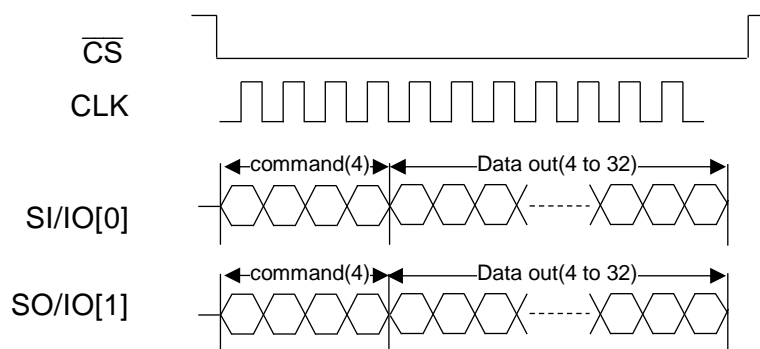 CS
CLK
command(4) Data out(4 to 32)
SI/IO[0]
command(4) Data out(4 to 32)
SO/IO[1]